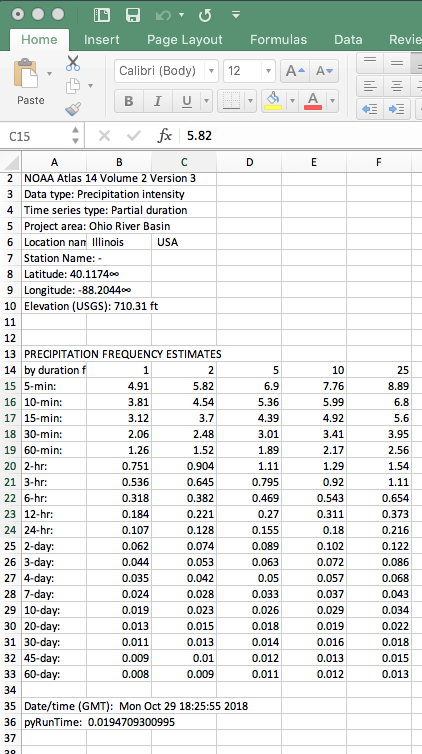 Home Insert Page Layout Formulas Data Revie
Paste
Calibri (Body) 12 A A
B I U A
C15 fx 5.82
A B C D E F
2 NOAA Atlas 14 Volume 2 Version 3
3 Data type: Precipitation intensity
4 Time series type: Partial duration
5 Project area: Ohio River Basin
6 Location nam Illinois USA
7 Station Name: -
8 Latitude: 40.1174∞
9 Longitude: -88.2044∞
10 Elevation (USGS): 710.31 ft
11
12
13 PRECIPITATION FREQUENCY ESTIMATES
14 by duration f 1 2 5 10 25
15 5-min: 4.91 5.82 6.9 7.76 8.89
16 10-min: 3.81 4.54 5.36 5.99 6.8
17 15-min: 3.12 3.7 4.39 4.92 5.6
18 30-min: 2.06 2.48 3.01 3.41 3.95
19 60-min: 1.26 1.52 1.89 2.17 2.56
20 2-hr: 0.751 0.904 1.11 1.29 1.54
21 3-hr: 0.536 0.645 0.795 0.92 1.11
22 6-hr: 0.318 0.382 0.469 0.543 0.654
23 12-hr: 0.184 0.221 0.27 0.311 0.373
24 24-hr: 0.107 0.128 0.155 0.18 0.216
25 2-day: 0.062 0.074 0.089 0.102 0.122
26 3-day: 0.044 0.053 0.063 0.072 0.086
27 4-day: 0.035 0.042 0.05 0.057 0.068
28 7-day: 0.024 0.028 0.033 0.037 0.043
29 10-day: 0.019 0.023 0.026 0.029 0.034
30 20-day: 0.013 0.015 0.018 0.019 0.022
31 30-day: 0.011 0.013 0.014 0.016 0.018
32 45-day: 0.009 0.01 0.012 0.013 0.015
33 60-day: 0.008 0.009 0.011 0.012 0.013
34
35 Date/time (GMT): Mon Oct 29 18:25:55 2018
36 pyRunTime: 0.0194709300995
37
38